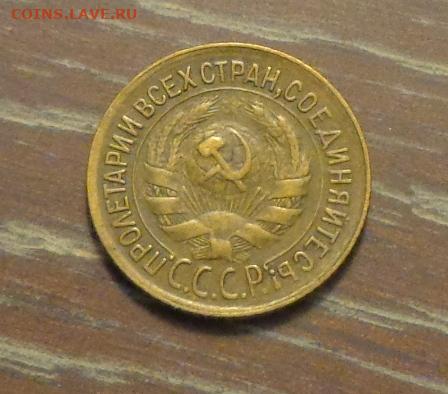 COINS.LAVE.RU
ПРОЛЕТАРИИ ВСЕХ СТРАН, СОЕДИНЯЙТЕСЬ!
С.С.С.Р.